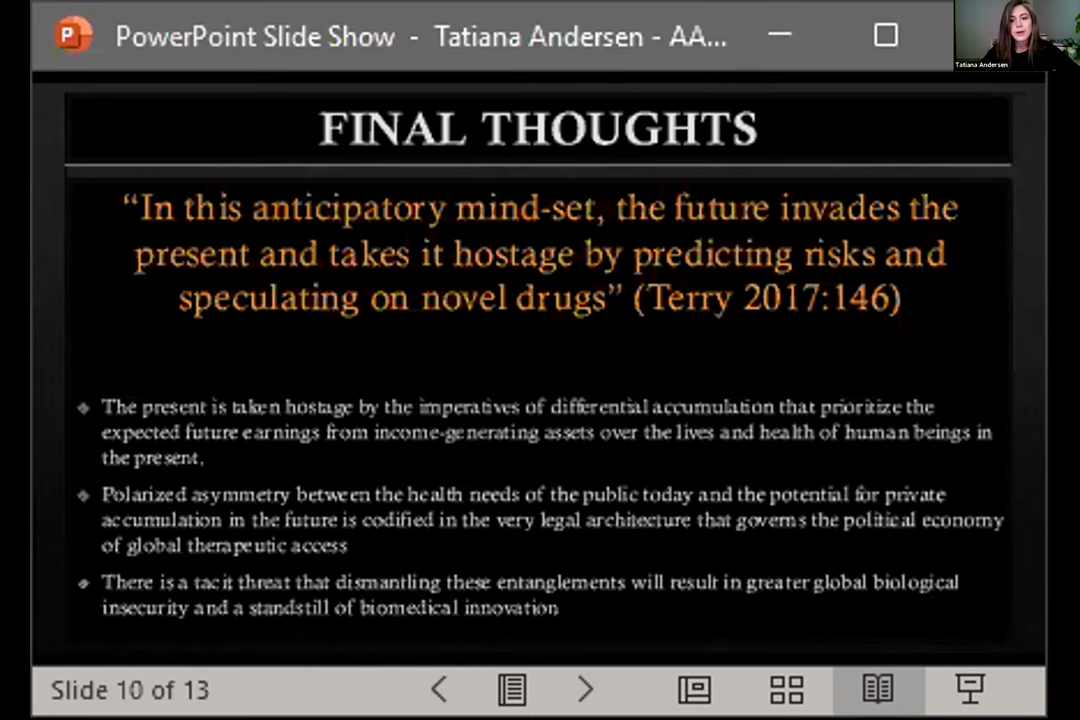 PowerPoint Slide Show - Tatiana Andersen - AA...
Tatiana Andersen
FINAL THOUGHTS
“In this anticipatory mind-set, the future invades the
present and takes it hostage by predicting risks and
speculating on novel drugs” (Terry 2017:146)
The present is taken hostage by the imperatives of differential accumulation that prioritize the
expected future earnings from income-generating assets over the lives and health of human beings in
the present.
Polarized asymmetry between the health needs of the public today and the potential for private
accumulation in the future is codified in the very legal architecture that governs the political economy
of global therapeutic access
There is a tacit threat that dismantling these entanglements will result in greater global biological
insecurity and a standstill of biomedical innovation
Slide 10 of 13